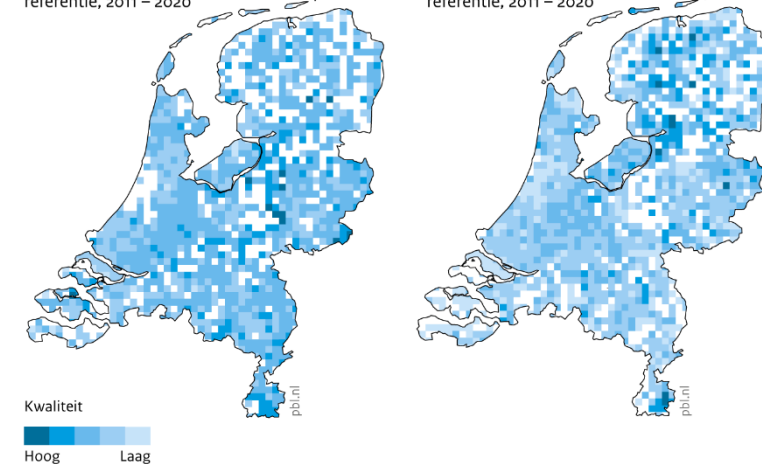 referentie, 2011 – 2020
referentie, 2011 – 2020
pbl.nl
pbl.nl
Kwaliteit
Hoog
Laag